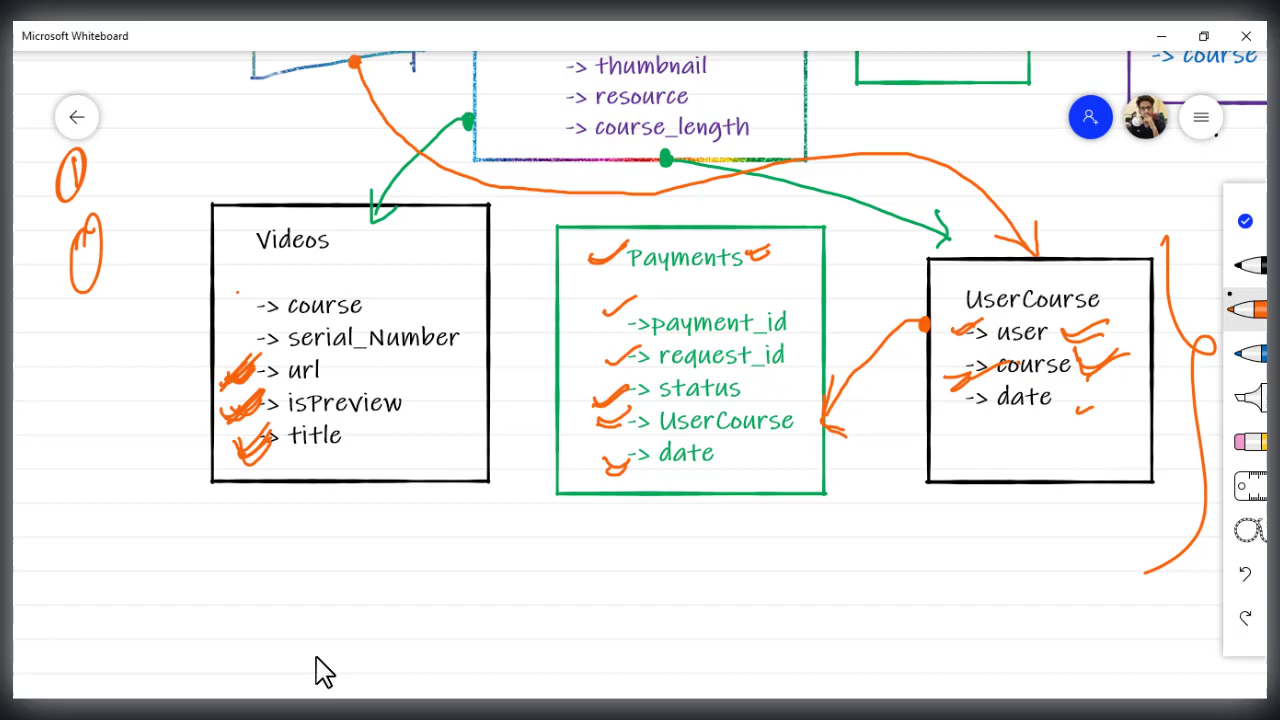 Microsoft Whiteboard
-> thumbnail
-> resource
-> course_length
-> course
Videos
-> course
-> serial_Number
-> url
-> isPreview
-> title
Payments
->payment_id
-> request_id
-> status
-> UserCourse
-> date
UserCourse
-> user
-> course
-> date